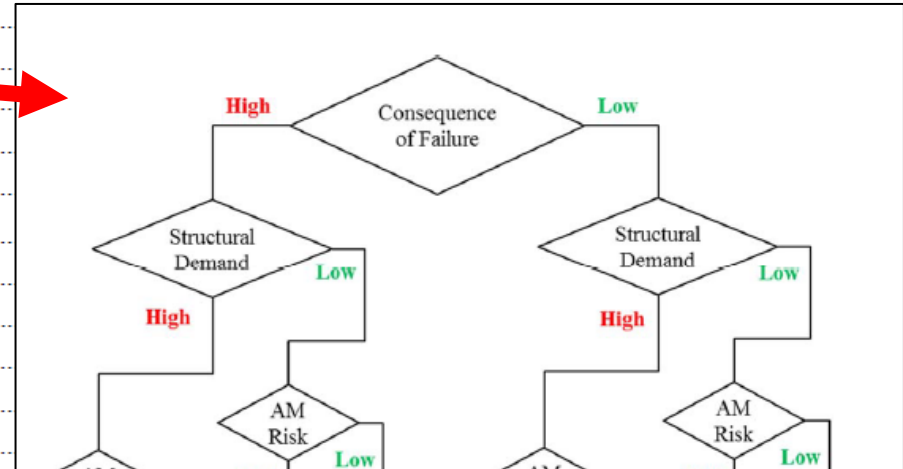 High
Consequence
of Failure
Low
Structural
Demand
Low
High
Structural
Demand
Low
High
AM
Risk
Low
AM
Risk
Low